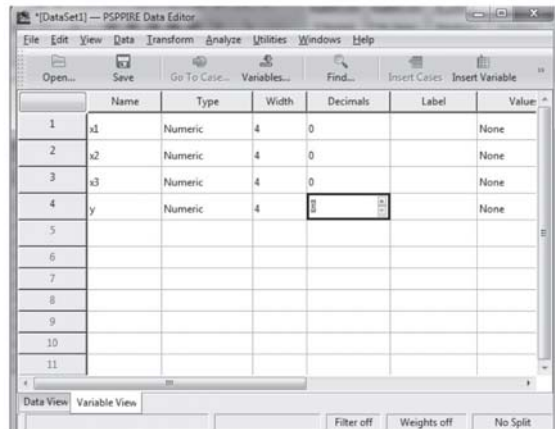 *[DataSet1] — PSPPIRE Data Editor
File Edit View Data Transform Analyze Utilities Windows Help
Open... Save Go To Case... Variables... Find... Insert Cases Insert Variable
Name Type Width Decimals Label Value
1 x1 Numeric 4 0 None
2 x2 Numeric 4 0 None
3 x3 Numeric 4 0 None
4 y Numeric 4 None
5
6
7
8
9
10
11
Data View Variable View
Filter off Weights off No Split